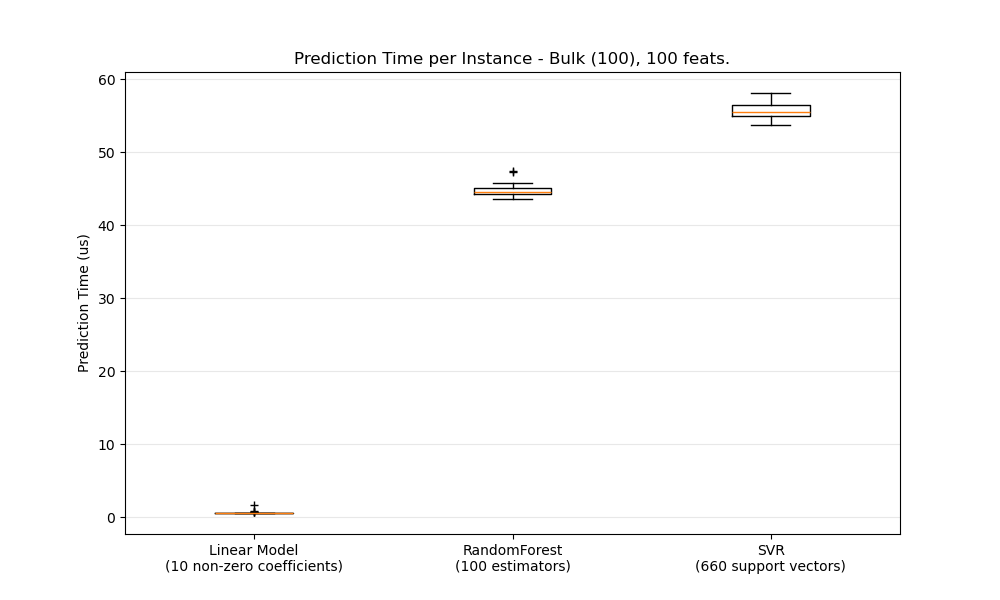 Prediction Time per Instance - Bulk (100), 100 feats.
Prediction Time (us)
60
50
40
30
20
10
0
Linear Model
(10 non-zero coefficients)
RandomForest
(100 estimators)
SVR
(660 support vectors)